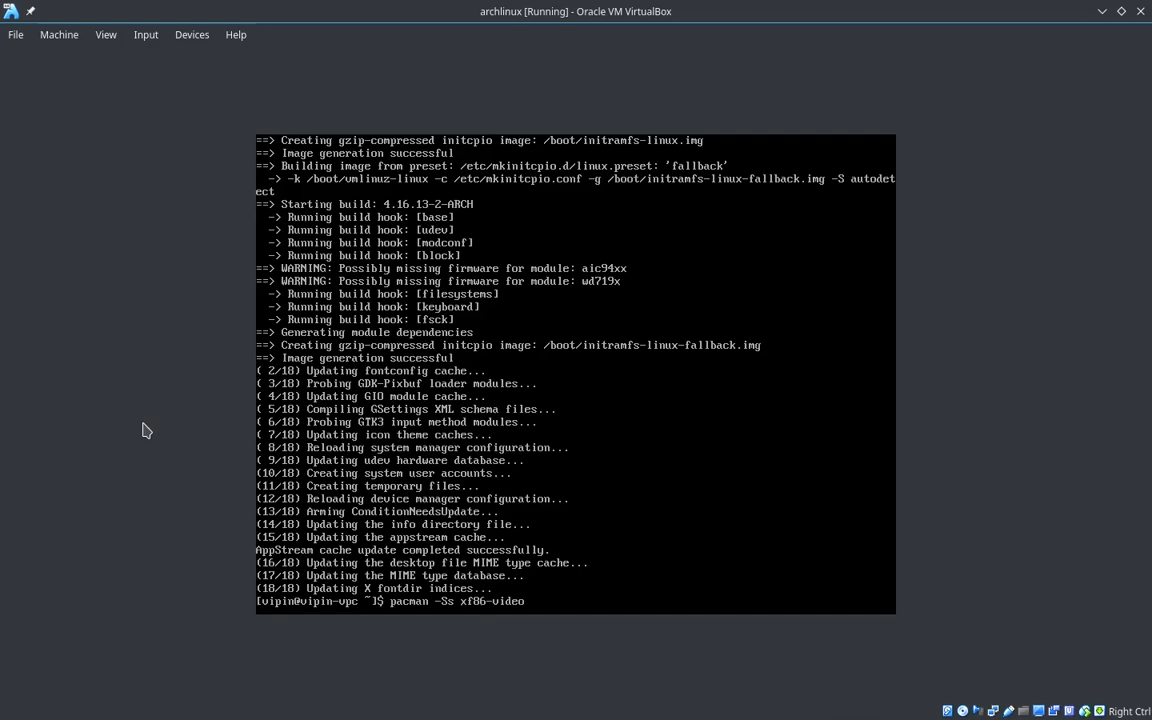 archlinux [Running] - Oracle VM VirtualBox
File Machine View Input Devices Help
==> Creating gzip-compressed initcpio image: /boot/initramfs-linux.img
==> Image generation successful
==> Building image from preset: /etc/mkinitcpio.d/linux.preset: 'fallback'
  -> -k /boot/vmlinuz-linux -c /etc/mkinitcpio.conf -g /boot/initramfs-linux-fallback.img -S autodet
ect
==> Starting build: 4.16.13-2-ARCH
  -> Running build hook: [base]
  -> Running build hook: [udev]
  -> Running build hook: [modconf]
  -> Running build hook: [block]
==> WARNING: Possibly missing firmware for module: aic94xx
==> WARNING: Possibly missing firmware for module: wd719x
  -> Running build hook: [filesystems]
  -> Running build hook: [keyboard]
  -> Running build hook: [fsck]
==> Generating module dependencies
==> Creating gzip-compressed initcpio image: /boot/initramfs-linux-fallback.img
==> Image generation successful
( 2/18) Updating fontconfig cache...
( 3/18) Probing GDK-Pixbuf loader modules...
( 4/18) Updating GIO module cache...
( 5/18) Compiling GSettings XML schema files...
( 6/18) Probing GTK3 input method modules...
( 7/18) Updating icon theme caches...
( 8/18) Reloading system manager configuration...
( 9/18) Updating udev hardware database...
(10/18) Creating system user accounts...
(11/18) Creating temporary files...
(12/18) Reloading device manager configuration...
(13/18) Arming ConditionNeedsUpdate...
(14/18) Updating the info directory file...
(15/18) Updating the appstream cache...
AppStream cache update completed successfully.
(16/18) Updating the desktop file MIME type cache...
(17/18) Updating the MIME type database...
(18/18) Updating X fontdir indices...
[vipin@vipin-vpc ~]$ pacman -Ss xf86-video
Right Ctrl